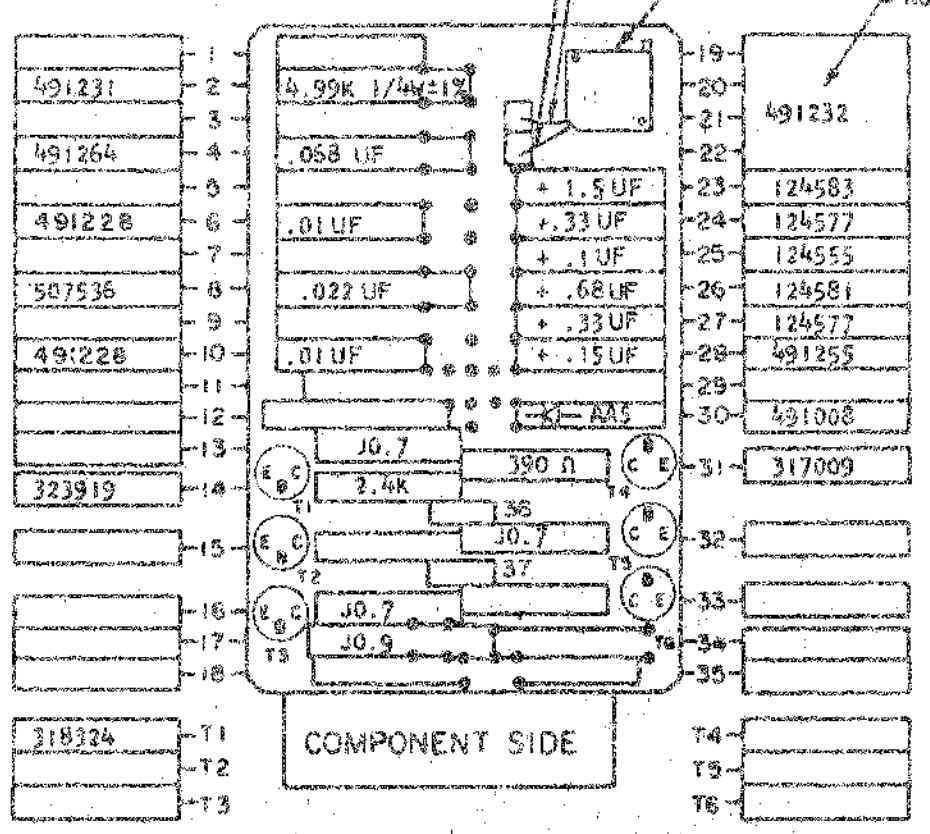 1 19
491231 2 4.99K 1/4W±1% 20
3 21 491232
491264 4 .068 UF 22
5 + 1.5 UF 23 124583
491228 6 .01 UF +.33 UF 24 124577
7 + .1 UF 25 124555
507536 8 .022 UF + .68 UF 26 124581
9 + .33 UF 27 124577
491228 10 .01 UF + .15 UF 28 491255
11 29
12 AAS 30 491008
13 J0.7 390 Ω C B E 31 317009
323919 14 E B C 2.4K T4
T1 36
15 E B C J0.7 C B E 32
T2 37 T5
16 E B C J0.7 C B E 33
17 T3 J0.9 T6 34
18 35
318324 T1 COMPONENT SIDE T4
T2 T5
T3 T6